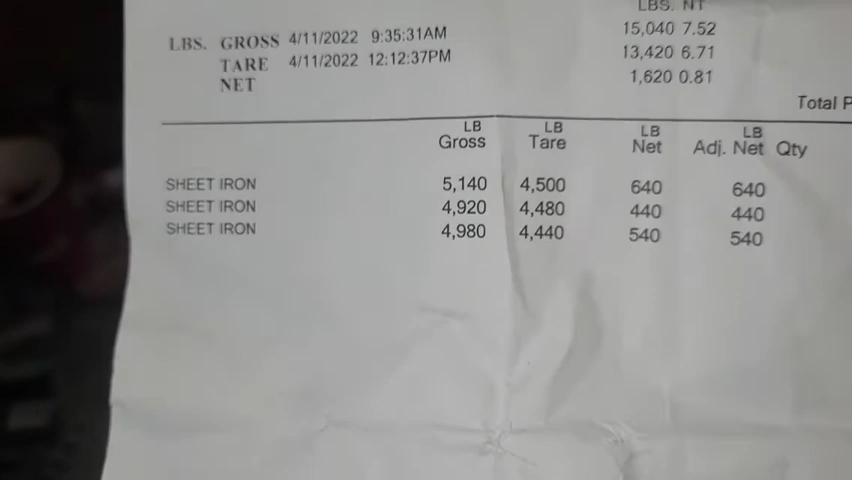 LBS. NT
LBS. GROSS 4/11/2022 9:35:31AM 15,040 7.52
TARE 4/11/2022 12:12:37PM 13,420 6.71
NET 1,620 0.81
Total
LB LB LB LB
Gross Tare Net Adj. Net Qty
SHEET IRON 5,140 4,500 640 640
SHEET IRON 4,920 4,480 440 440
SHEET IRON 4,980 4,440 540 540